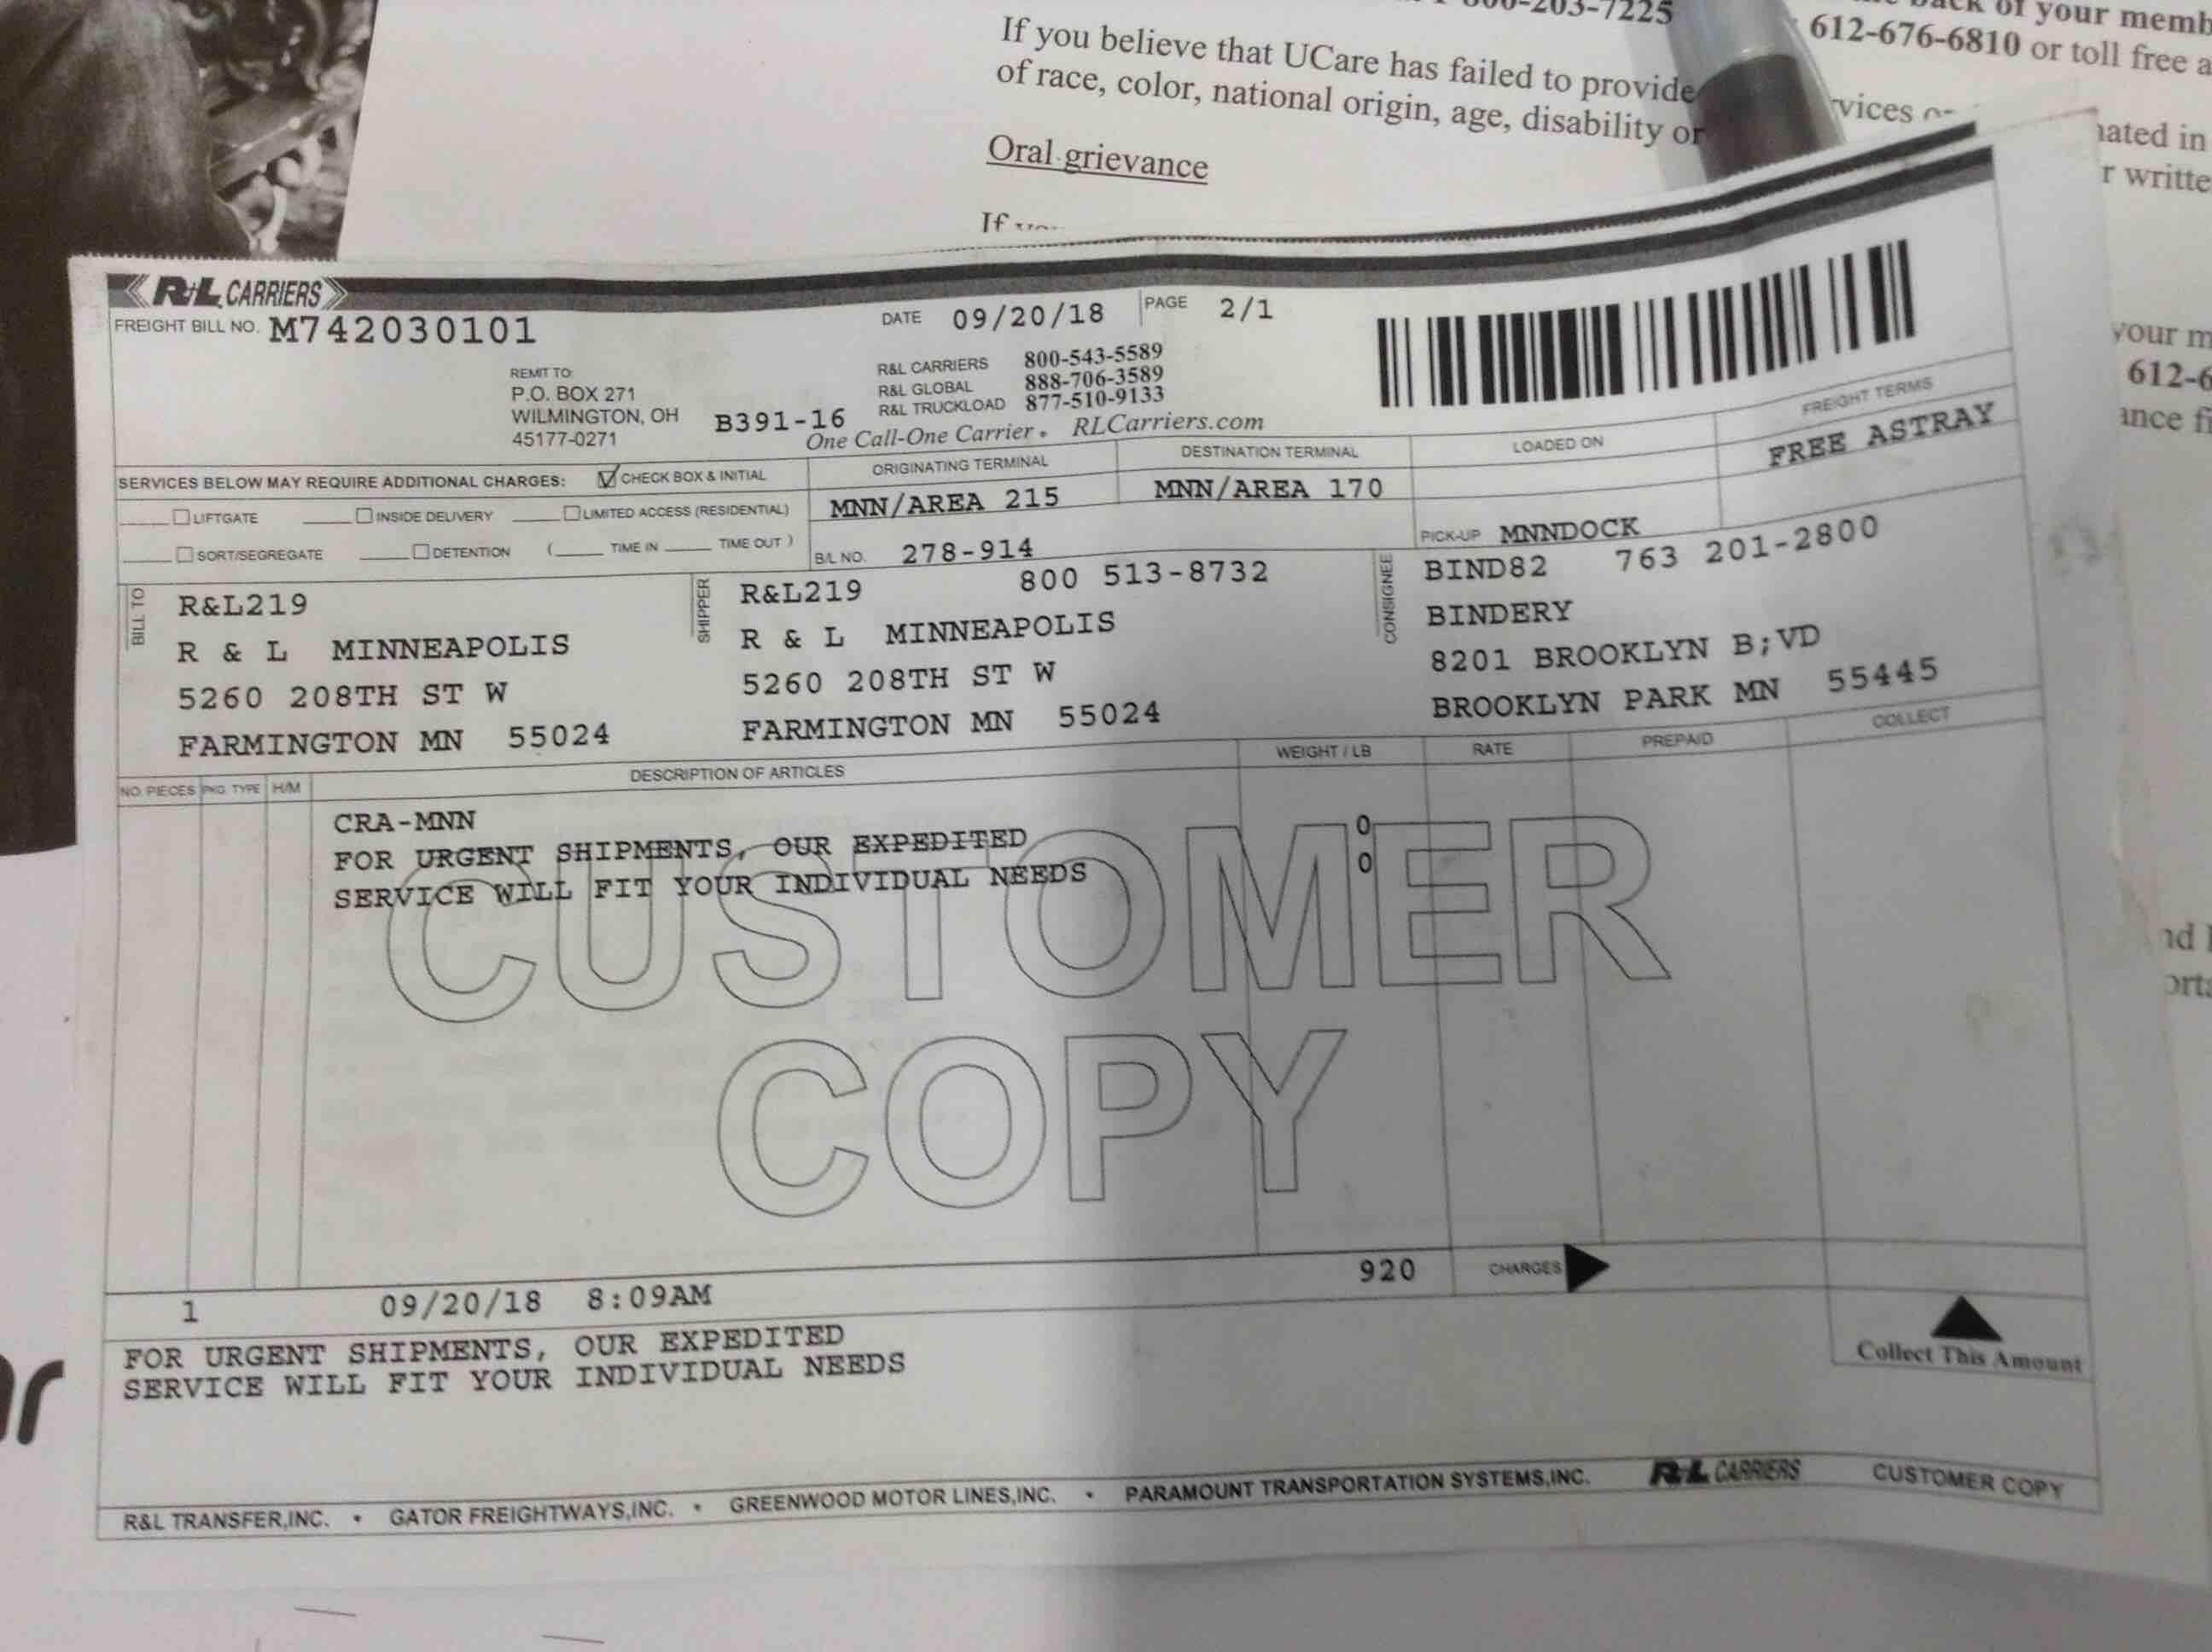 800-203-7225
If you believe that UCare has failed to provide
of race, color, national origin, age, disability or
Oral grievance
If
of your memb
612-676-6810 or toll free a
r writte
your m
612-6
R+L CARRIERS
FREIGHT BILL NO. M742030101
DATE 09/20/18 PAGE 2/1
REMIT TO:
P.O. BOX 271
WILMINGTON, OH
45177-0271
B391-16
R&L CARRIERS 800-543-5589
R&L GLOBAL 888-706-3589
R&L TRUCKLOAD 877-510-9133
One Call-One Carrier. RLCarriers.com
SERVICES BELOW MAY REQUIRE ADDITIONAL CHARGES: CHECK BOX & INITIAL
LIFTGATE INSIDE DELIVERY LIMITED ACCESS (RESIDENTIAL)
SORT/SEGREGATE DETENTION ( TIME IN TIME OUT )
ORIGINATING TERMINAL
MNN/AREA 215
DESTINATION TERMINAL
MNN/AREA 170
LOADED ON
FREIGHT TERMS
FREE ASTRAY
B/L NO. 278-914
PICK-UP MNNDOCK
BILL TO
R&L219
R & L MINNEAPOLIS
5260 208TH ST W
FARMINGTON MN 55024
SHIPPER
R&L219 800 513-8732
R & L MINNEAPOLIS
5260 208TH ST W
FARMINGTON MN 55024
CONSIGNEE
BIND82 763 201-2800
BINDERY
8201 BROOKLYN B;VD
BROOKLYN PARK MN 55445
NO. PIECES PKG. TYPE H/M DESCRIPTION OF ARTICLES WEIGHT / LB RATE PREPAID COLLECT
CRA-MNN 0
FOR URGENT SHIPMENTS, OUR EXPEDITED 0
SERVICE WILL FIT YOUR INDIVIDUAL NEEDS
CUSTOMER
COPY
1 09/20/18 8:09AM 920 CHARGES
FOR URGENT SHIPMENTS, OUR EXPEDITED
SERVICE WILL FIT YOUR INDIVIDUAL NEEDS
Collect This Amount
R&L TRANSFER,INC. • GATOR FREIGHTWAYS,INC. • GREENWOOD MOTOR LINES,INC. • PARAMOUNT TRANSPORTATION SYSTEMS,INC. R+L CARRIERS CUSTOMER COPY